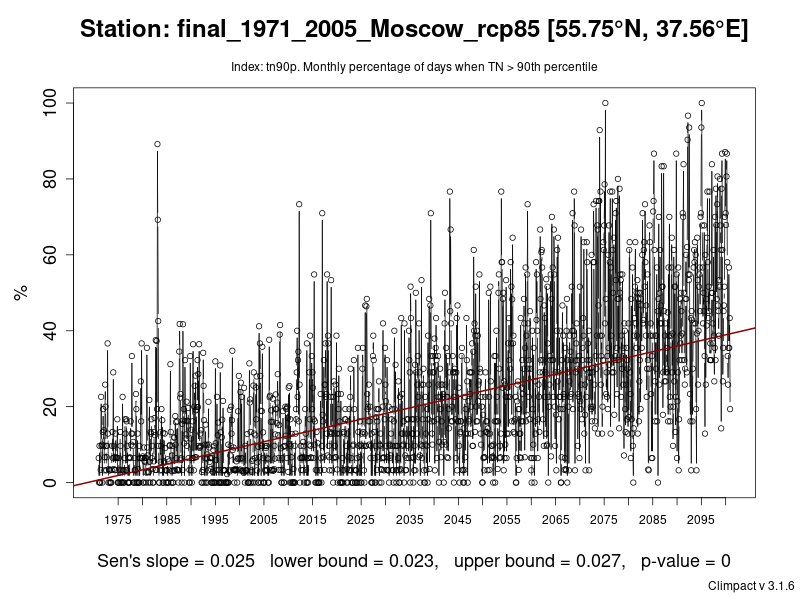 Station: final_1971_2005_Moscow_rcp85 [55.75°N, 37.56°E]
Index: tn90p. Monthly percentage of days when TN > 90th percentile
100
80
60
%
40
20
0
1975 1985 1995 2005 2015 2025 2035 2045 2055 2065 2075 2085 2095
Sen's slope = 0.025 lower bound = 0.023, upper bound = 0.027, p-value = 0
Climpact v 3.1.6